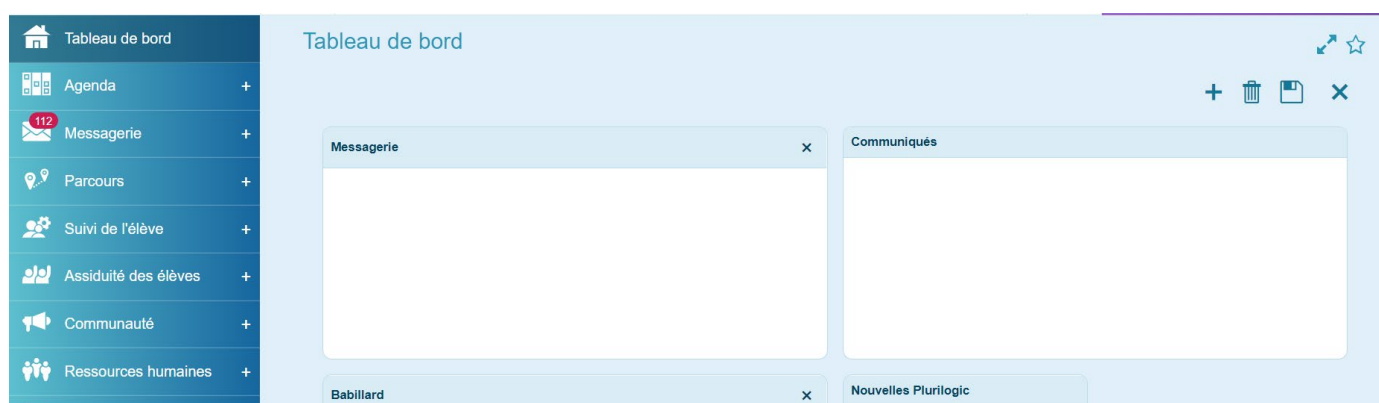 Tableau de bord
Agenda
112
Messagerie
Parcours
Suivi de l'élève
Assiduité des élèves
Communauté
Ressources humaines
Tableau de bord
Messagerie
Communiqués
Babillard
Nouvelles Plurilogic